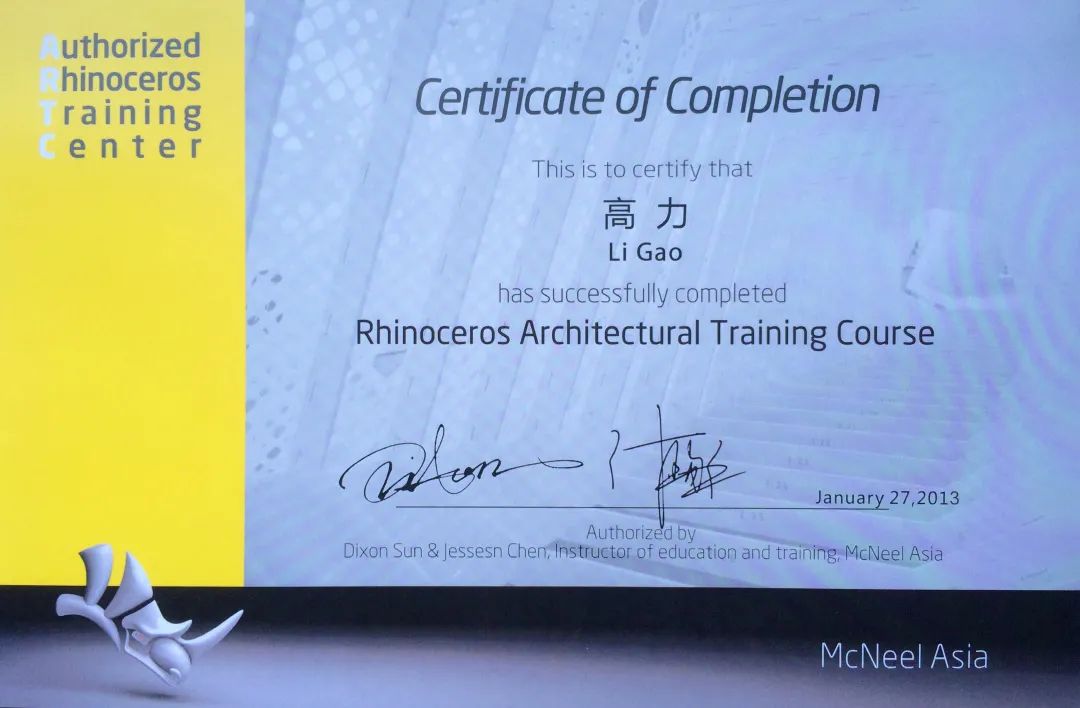 Authorized
Rhinoceros
Training
Center
Certificate of Completion
This is to certify that
高 力
Li Gao
has successfully completed
Rhinoceros Architectural Training Course
January 27,2013
Authorized by
Dixon Sun & Jessesn Chen, Instructor of education and training, McNeel Asia
McNeel Asia